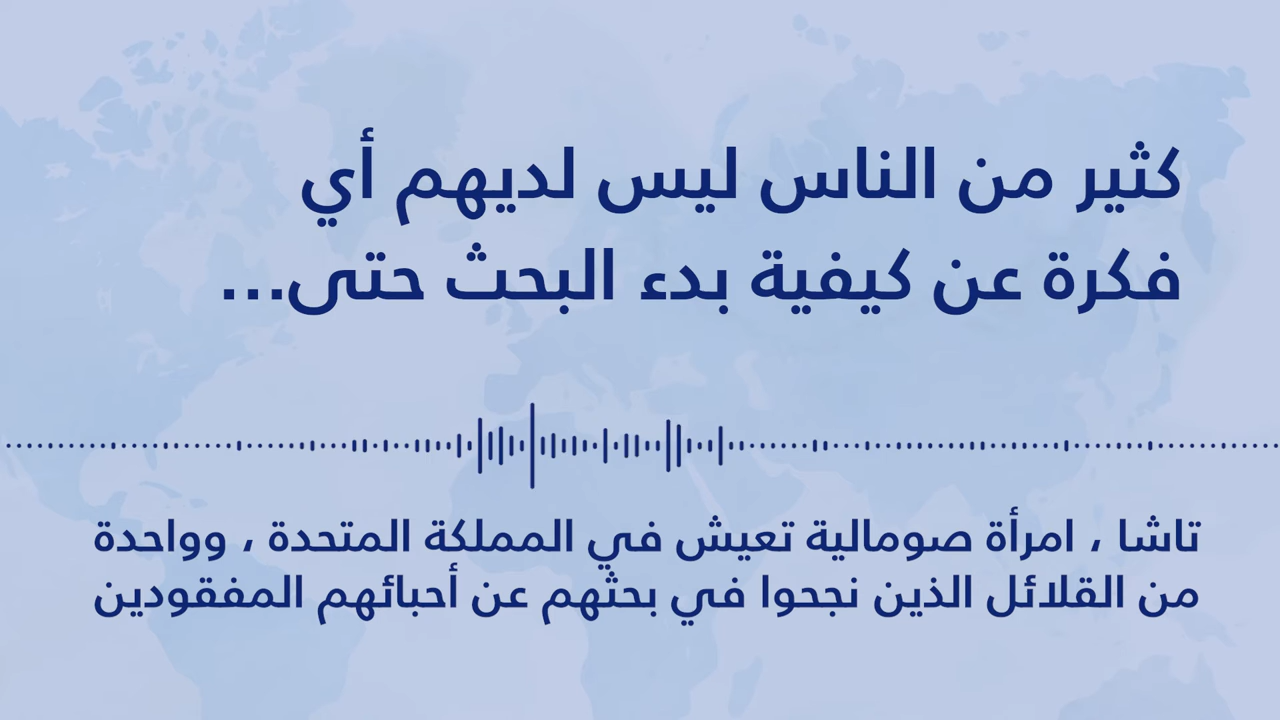 كثير من الناس ليس لديهم أي
فكرة عن كيفية بدء البحث حتى...
تاشا ، امرأة صومالية تعيش في المملكة المتحدة ، وواحدة
من القلائل الذين نجحوا في بحثهم عن أحبائهم المفقودين